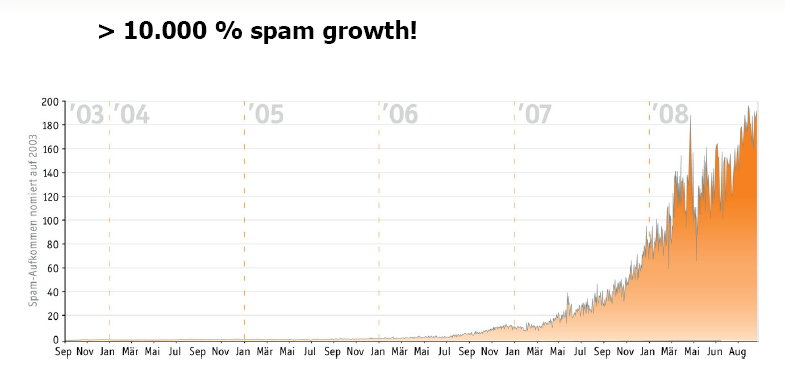 > 10.000 % spam growth!
'03 '04 '05 '06 '07 '08
Spam-Aufkommen nomiert auf 2003
200
180
160
140
120
100
80
60
40
20
0
Sep Nov Jan Mär Mai Jul Sep Nov Jan Mär Mai Jul Sep Nov Jan Mär Mai Jul Sep Nov Jan Mär Mai Jul Sep Nov Jan Mär Mai Jun Aug